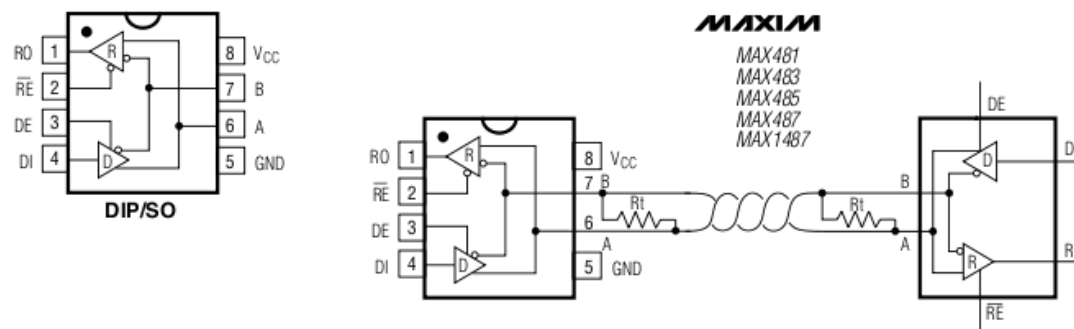 RO 1
RE 2
DE 3
DI 4
8 VCC
7 B
6 A
5 GND
R
D
DIP/SO
MAXIM
MAX481
MAX483
MAX485
MAX487
MAX1487
RO 1
RE 2
DE 3
DI 4
R
D
8 VCC
7 B
6 A
5 GND
Rt
Rt
B
A
DE
D
D
R
R
RE